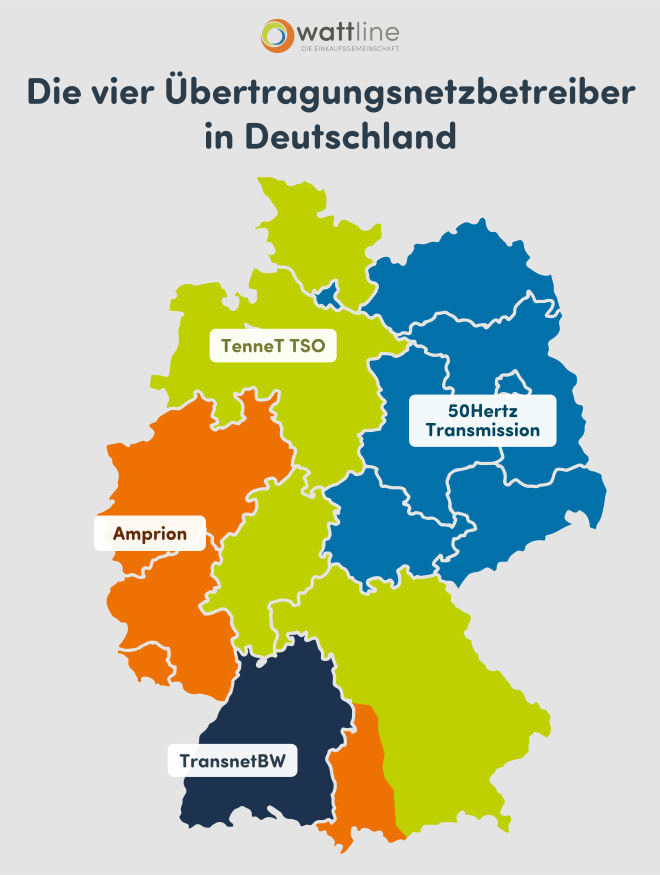 wattline
DIE EINKAUFSGEMEINSCHAFT
Die vier Übertragungsnetzbetreiber
in Deutschland
TenneT TSO
50Hertz
Transmission
Amprion
TransnetBW